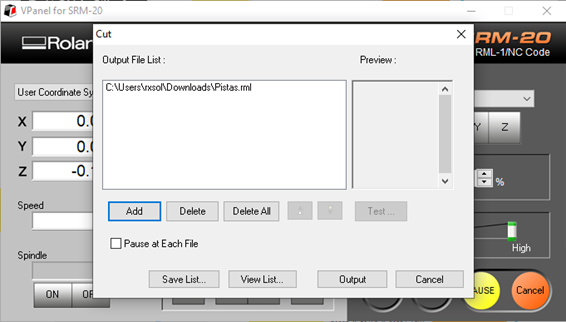 VPanel for SRM-20
Cut
Roland
SRM-20
RML-1/NC Code
Output File List :
Preview :
C:\Users\rxsol\Downloads\Pistas.rml
User Coordinate Sy
X 0.0
Y 0.0
Z -0.1
Y Z
%
Add Delete Delete All Test ...
Speed
Pause at Each File
High
Spindle
ON OF
Save List... View List... Output Cancel
AUSE Cancel